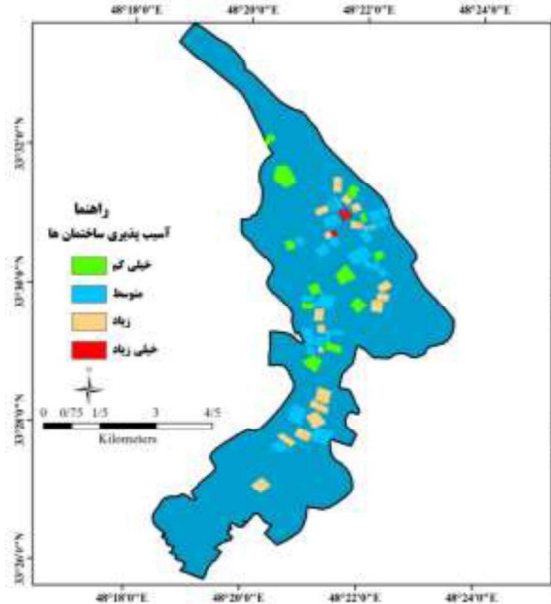 48°18'0"N 48°20'0"N 48°22'0"N 48°24'0"N
33°32'0"N
راهنما
آسیب پذیری ساختمان ها
خیلی کم
متوسط
زیاد
خیلی زیاد
33°30'0"N
0 0/75 1/5 3 4/5
Kilometers
33°28'0"N
33°26'0"N
48°18'0"N 48°20'0"N 48°22'0"N 48°24'0"N